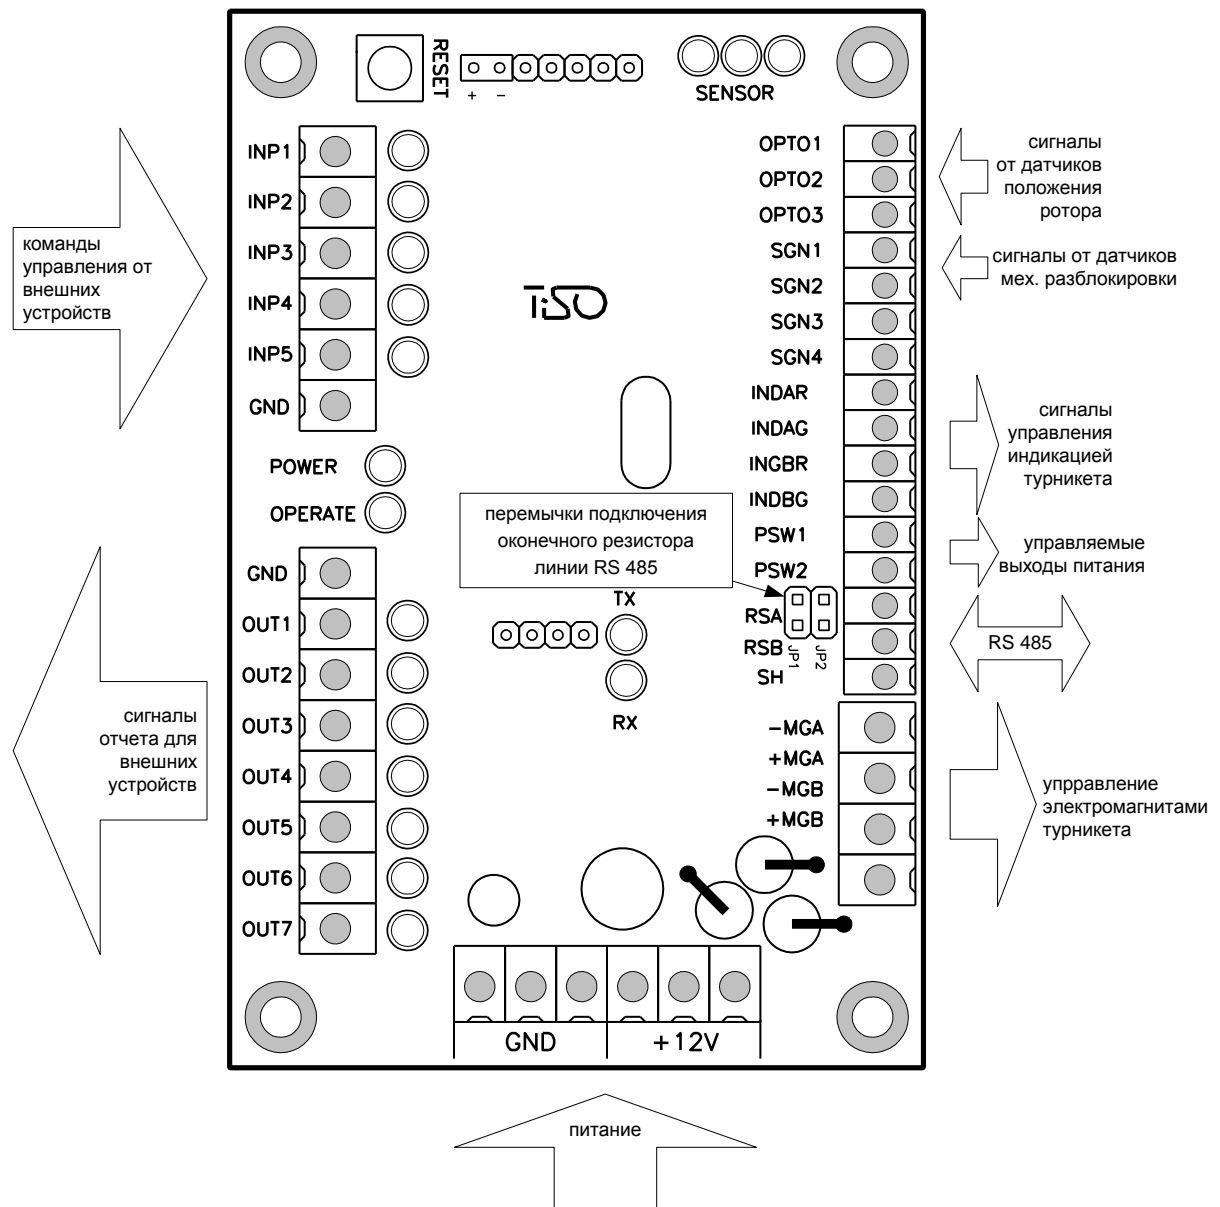 RESET
+ −
SENSOR
INP1
INP2
INP3
INP4
INP5
GND
POWER
OPERATE
GND
OUT1
OUT2
OUT3
OUT4
OUT5
OUT6
OUT7
команды
управления от
внешних
устройств
сигналы
отчета для
внешних
устройств
TiSO
перемычки подключения
оконечного резистора
линии RS 485
TX
RX
JP1
JP2
OPTO1
OPTO2
OPTO3
SGN1
SGN2
SGN3
SGN4
INDAR
INDAG
INGBR
INDBG
PSW1
PSW2
RSA
RSB
SH
−MGA
+MGA
−MGB
+MGB
сигналы
от датчиков
положения
ротора
сигналы от датчиков
мех. разблокировки
сигналы
управления
индикацией
турникета
управляемые
выходы питания
RS 485
упрравление
электромагнитами
турникета
GND
+12V
питание